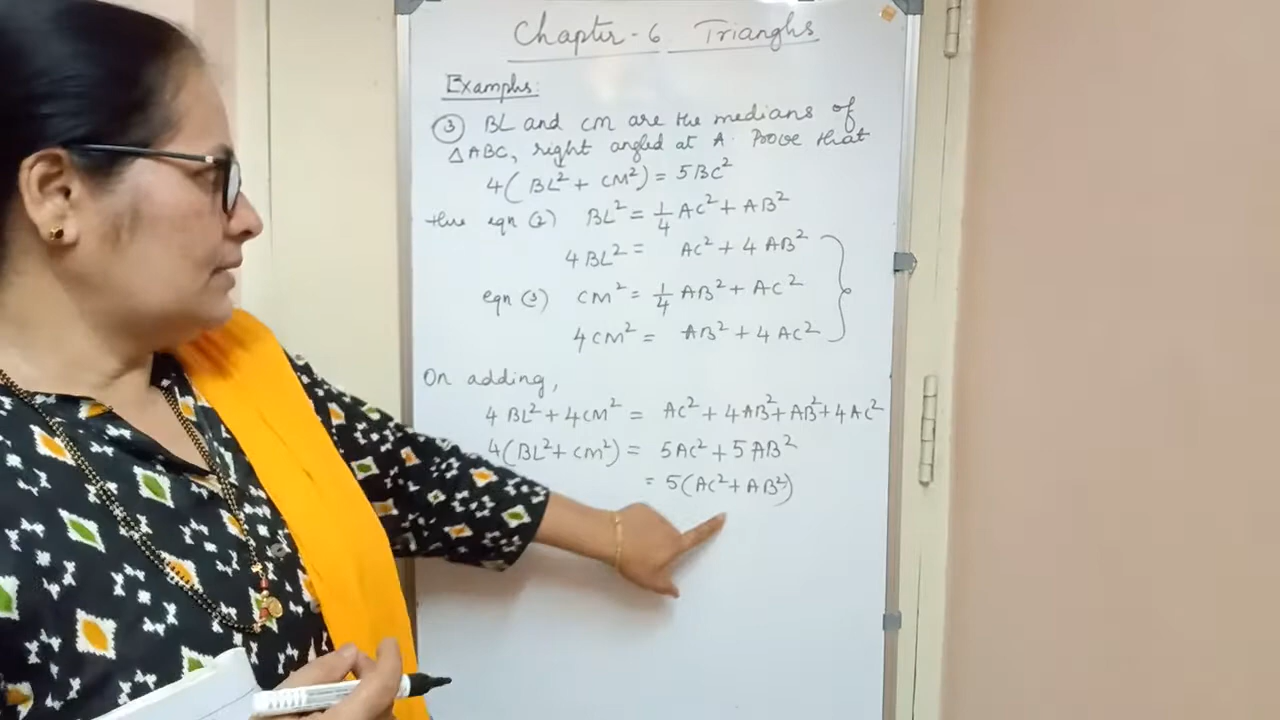 Chapter-6 Triangles
Examples:
③ BL and CM are the medians of
△ABC, right angled at A. Prove that
4(BL² + CM²) = 5BC²
thus eqn (2) BL² = 1/4 AC² + AB²
4BL² = AC² + 4AB²
eqn (3) CM² = 1/4 AB² + AC²
4CM² = AB² + 4AC²
On adding,
4BL² + 4CM² = AC² + 4AB² + AB² + 4AC²
4(BL² + CM²) = 5AC² + 5AB²
= 5(AC² + AB²)